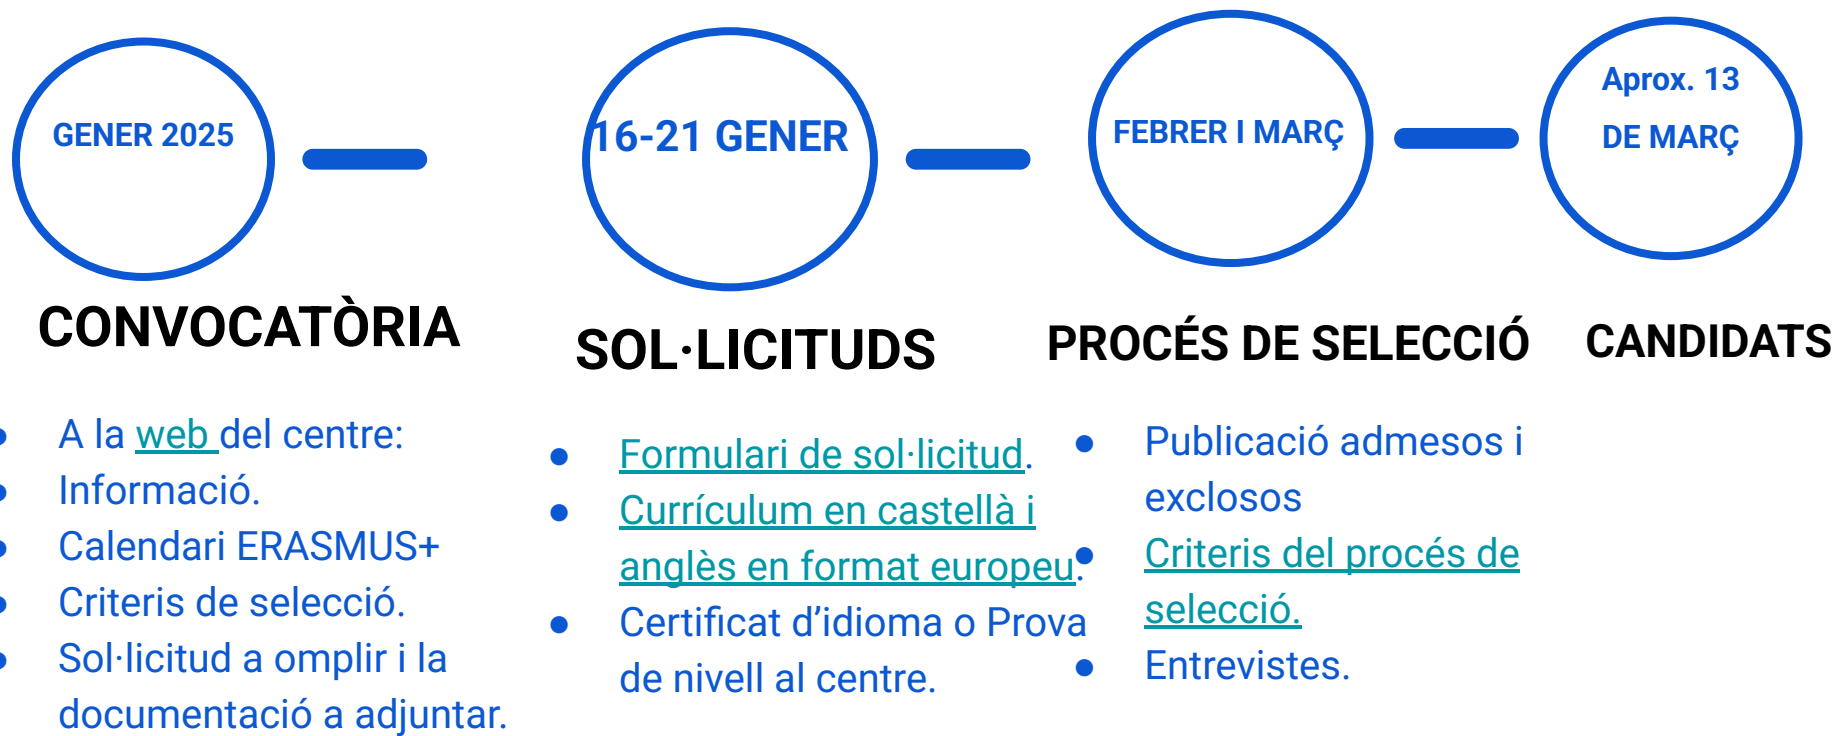 GENER 2025
16-21 GENER
FEBRER I MARÇ
Aprox. 13
DE MARÇ
CONVOCATÒRIA
A la web del centre:
Informació.
Calendari ERASMUS+
Criteris de selecció.
Sol·licitud a omplir i la
documentació a adjuntar.
SOL·LICITUDS
Formulari de sol·licitud.
Currículum en castellà i
anglès en format europeu.
Certificat d’idioma o Prova
de nivell al centre.
PROCÉS DE SELECCIÓ
Publicació admesos i
exclosos
Criteris del procés de
selecció.
Entrevistes.
CANDIDATS